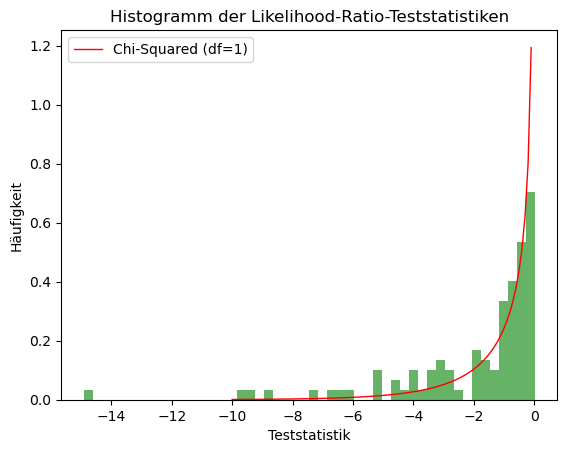 Histogramm der Likelihood-Ratio-Teststatistiken
Chi-Squared (df=1)
Häufigkeit
1.2
1.0
0.8
0.6
0.4
0.2
0.0
−14 −12 −10 −8 −6 −4 −2 0
Teststatistik